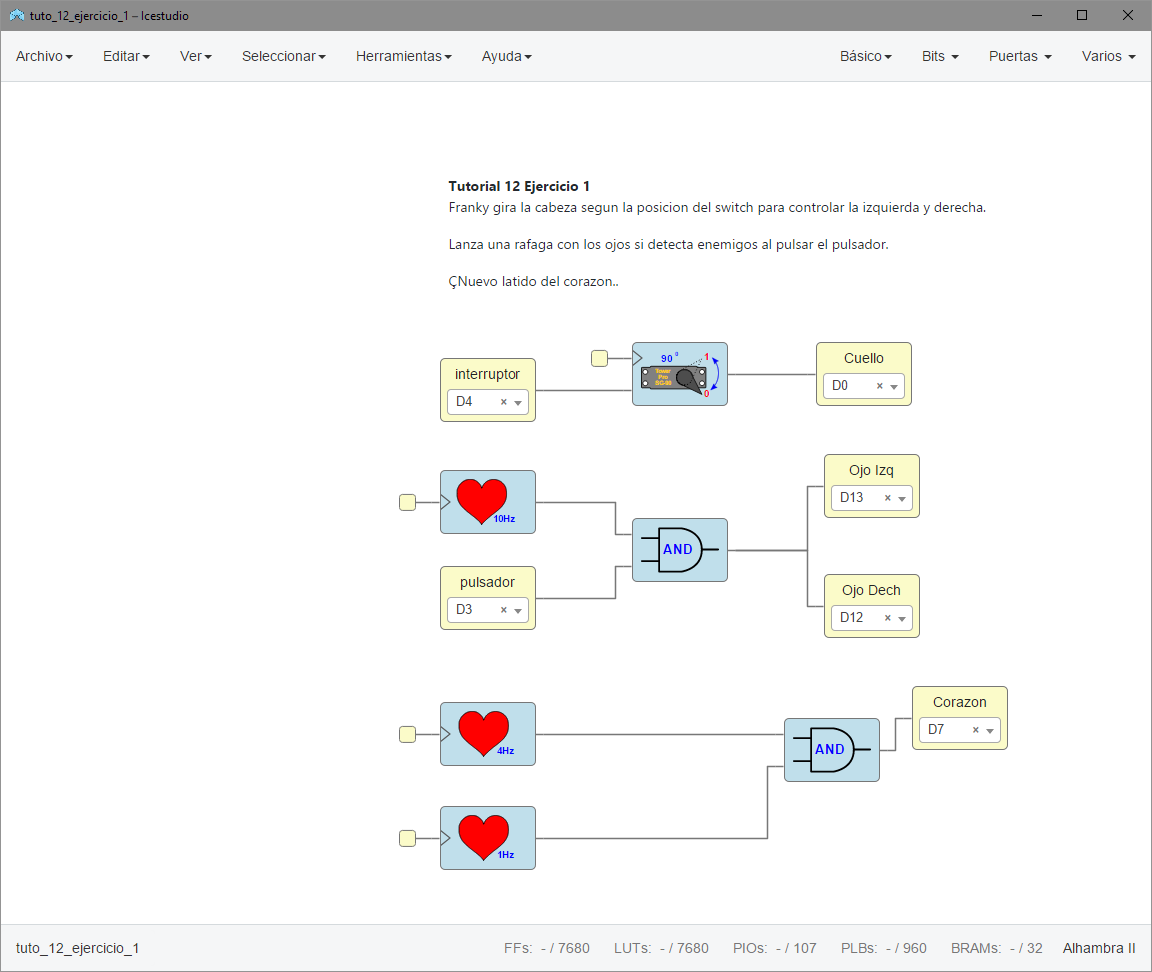 tuto_12_ejercicio_1 – Icestudio
Archivo Editar Ver Seleccionar Herramientas Ayuda Básico Bits Puertas Varios
Tutorial 12 Ejercicio 1
Franky gira la cabeza segun la posicion del switch para controlar la izquierda y derecha.
Lanza una rafaga con los ojos si detecta enemigos al pulsar el pulsador.
ÇNuevo latido del corazon..
interruptor
D4 ×
90 º 1
Tower
Pro
SG-90
0
Cuello
D0 ×
10Hz
pulsador
D3 ×
AND
Ojo Izq
D13 ×
Ojo Dech
D12 ×
4Hz
1Hz
AND
Corazon
D7 ×
tuto_12_ejercicio_1 FFs: - / 7680 LUTs: - / 7680 PIOs: - / 107 PLBs: - / 960 BRAMs: - / 32 Alhambra II